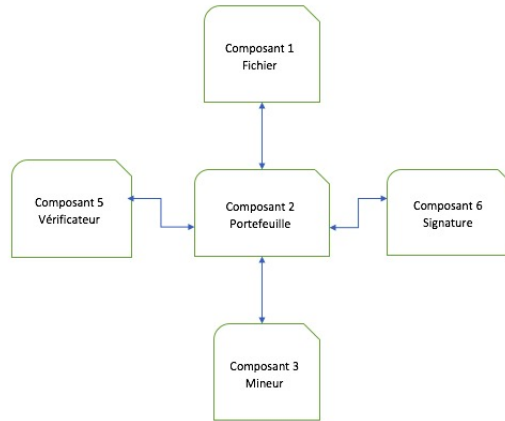 Composant 1
Fichier
Composant 5
Vérificateur
Composant 2
Portefeuille
Composant 6
Signature
Composant 3
Mineur